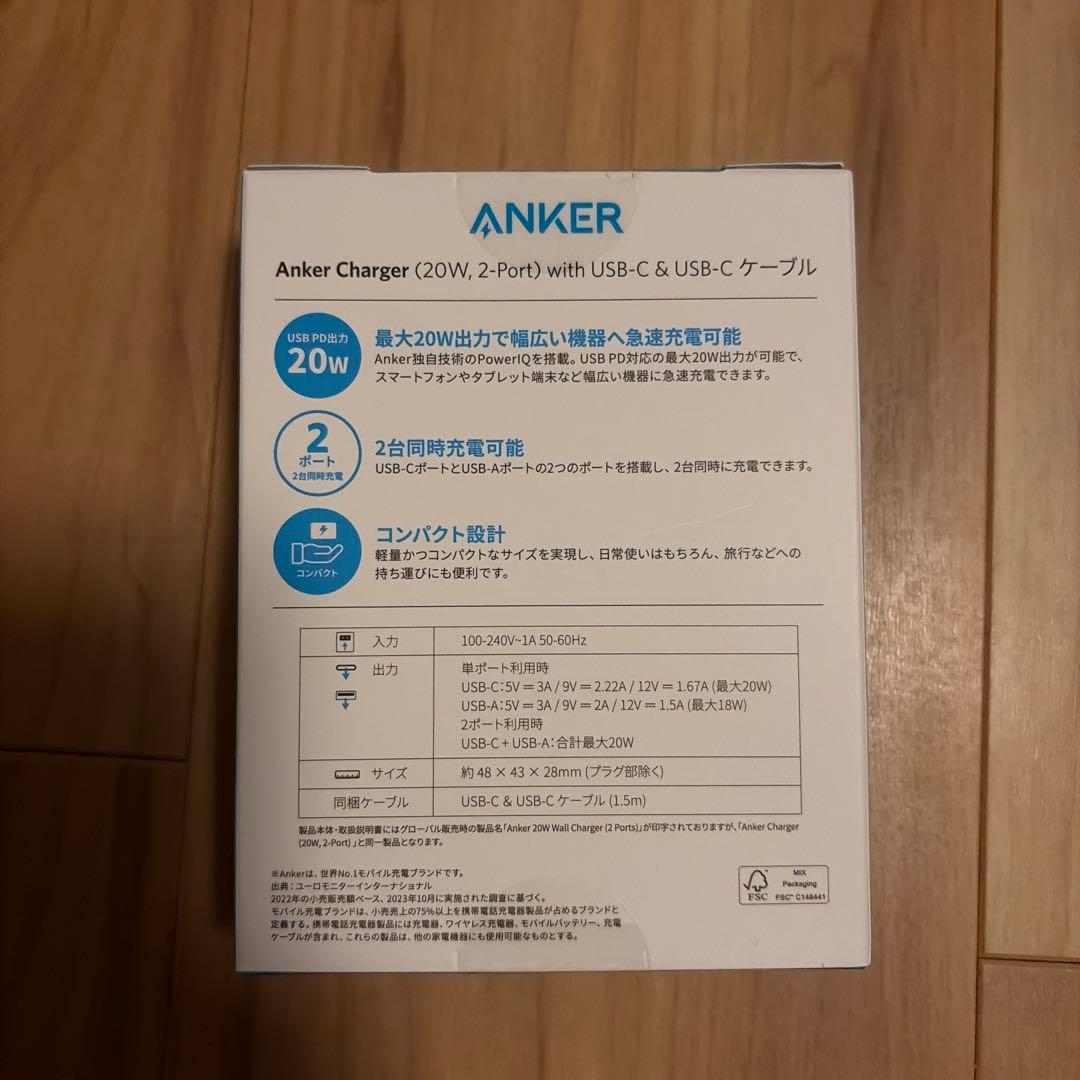 ANKER
Anker Charger (20W, 2-Port) with USB-C & USB-C ケーブル
USB PD出力
20W
最大20W出力で幅広い機器へ急速充電可能
Anker独自技術のPowerIQを搭載。USB PD対応の最大20W出力が可能で、
スマートフォンやタブレット端末など幅広い機器に急速充電できます。
2
ポート
2台同時充電
2台同時充電可能
USB-CポートとUSB-Aポートの2つのポートを搭載し、2台同時に充電できます。
コンパクト
コンパクト設計
軽量かつコンパクトなサイズを実現し、日常使いはもちろん、旅行などへの
持ち運びにも便利です。
入力 100-240V~1A 50-60Hz
出力 単ポート利用時
USB-C:5V ⎓ 3A / 9V ⎓ 2.22A / 12V ⎓ 1.67A (最大20W)
USB-A:5V ⎓ 3A / 9V ⎓ 2A / 12V ⎓ 1.5A (最大18W)
2ポート利用時
USB-C + USB-A:合計最大20W
サイズ 約 48 × 43 × 28mm (プラグ部除く)
同梱ケーブル USB-C & USB-C ケーブル (1.5m)
製品本体・取扱説明書にはグローバル販売時の製品名「Anker 20W Wall Charger (2 Ports)」が印字されておりますが、「Anker Charger
(20W, 2-Port) 」と同一製品となります。
※Ankerは、世界No.1モバイル充電ブランドです。
出典:ユーロモニターインターナショナル
2022年の小売販売額ベース、2023年10月に実施された調査に基づく。
モバイル充電ブランドは、小売売上の75%以上を携帯電話充電器製品が占めるブランドと
定義する。携帯電話充電器製品には充電器、ワイヤレス充電器、モバイルバッテリー、充電
ケーブルが含まれ、これらの製品は、他の家電機器にも使用可能なものとする。
FSC
MIX
Packaging
FSC™ C148441